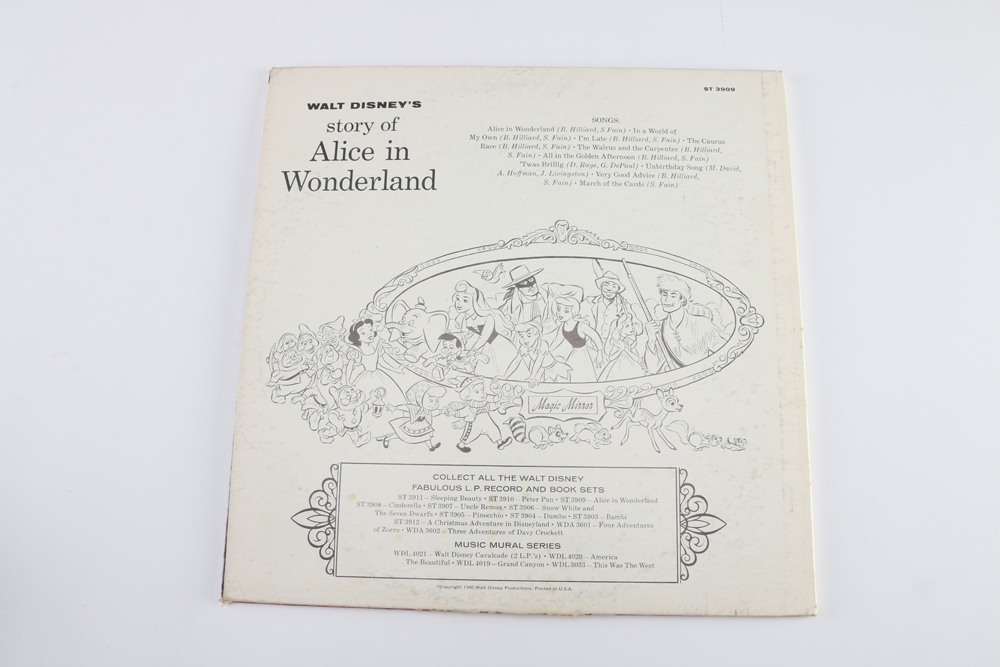 ST 3909
WALT DISNEY'S
story of
Alice in
Wonderland
SONGS:
Alice in Wonderland (B. Hilliard, S Fain) • In a World of
My Own (B. Hilliard, S. Fain) • I'm Late (B. Hilliard, S. Fain) • The Caucus
Race (B. Hilliard, S. Fain) • The Walrus and the Carpenter (B. Hilliard,
S. Fain) • All in the Golden Afternoon (B. Hilliard, S. Fain)
'Twas Brillig (D. Raye, G. DePaul) • Unbirthday Song (M. David,
A. Hoffman, J. Livingston) • Very Good Advice (B. Hilliard,
S. Fain) • March of the Cards (S. Fain)
Magic Mirror
COLLECT ALL THE WALT DISNEY
FABULOUS L.P. RECORD AND BOOK SETS
ST 3911 – Sleeping Beauty • ST 3910 – Peter Pan • ST 3909 – Alice in Wonderland
ST 3908 – Cinderella • ST 3907 – Uncle Remus • ST 3906 – Snow White and
The Seven Dwarfs • ST 3905 – Pinocchio • ST 3904 – Dumbo • ST 3903 – Bambi
ST 3912 – A Christmas Adventure in Disneyland • WDA 3601 – Four Adventures
of Zorro • WDA 3602 – Three Adventures of Davy Crockett
MUSIC MURAL SERIES
WDL 4021 – Walt Disney Cavalcade (2 L.P.'s) • WDL 4020 – America
The Beautiful • WDL 4019 – Grand Canyon • WDL 3033 – This Was The West
©Copyright 1960 Walt Disney Productions, Printed in U.S.A.